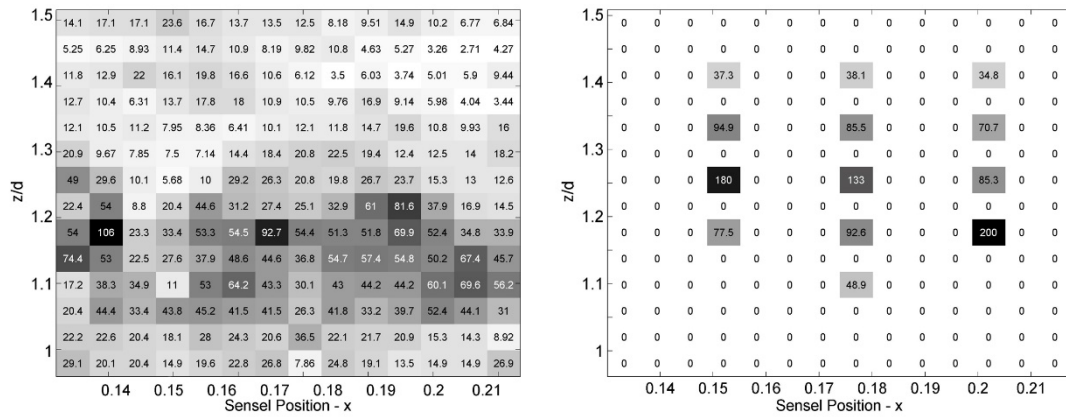 1.5 14.1 17.1 17.1 23.6 16.7 13.7 13.5 12.5 8.18 9.51 14.9 10.2 6.77 6.84
5.25 6.25 8.93 11.4 14.7 10.9 8.19 9.82 10.8 4.63 5.27 3.26 2.71 4.27
1.4 11.8 12.9 22 16.1 19.8 16.6 10.6 6.12 3.5 6.03 3.74 5.01 5.9 9.44
12.7 10.4 6.31 13.7 17.8 18 10.9 10.5 9.76 16.9 9.14 5.98 4.04 3.44
12.1 10.5 11.2 7.95 8.36 6.41 10.1 12.1 11.8 14.7 19.6 10.8 9.93 16
1.3 20.9 9.67 7.85 7.5 7.14 14.4 18.4 20.8 22.5 19.4 12.4 12.5 14 18.2
z/d 49 29.6 10.1 5.68 10 29.2 26.3 20.8 19.8 26.7 23.7 15.3 13 12.6
1.2 22.4 54 8.8 20.4 44.6 31.2 27.4 25.1 32.9 61 81.6 37.9 16.9 14.5
54 106 23.3 33.4 53.3 54.5 92.7 54.4 51.3 51.8 69.9 52.4 34.8 33.9
74.4 53 22.5 27.6 37.9 48.6 44.6 36.8 54.7 57.4 54.8 50.2 67.4 45.7
1.1 17.2 38.3 34.9 11 53 64.2 43.3 30.1 43 44.2 44.2 60.1 69.6 56.2
20.4 44.4 33.4 43.8 45.2 41.5 41.5 26.3 41.8 33.2 39.7 52.4 44.1 31
1 22.2 22.6 20.4 18.1 28 24.3 20.6 36.5 22.1 21.7 20.9 15.3 14.3 8.92
29.1 20.1 20.4 14.9 19.6 22.8 26.8 7.86 24.8 19.1 13.5 14.9 14.9 26.9
0.14 0.15 0.16 0.17 0.18 0.19 0.2 0.21
Sensel Position - x
1.5 0 0 0 0 0 0 0 0 0 0 0 0 0 0
0 0 0 0 0 0 0 0 0 0 0 0 0 0
1.4 0 0 0 37.3 0 0 0 38.1 0 0 0 34.8 0 0
0 0 0 0 0 0 0 0 0 0 0 0 0 0
0 0 0 94.9 0 0 0 85.5 0 0 0 70.7 0 0
1.3 0 0 0 0 0 0 0 0 0 0 0 0 0 0
z/d 0 0 0 180 0 0 0 133 0 0 0 85.3 0 0
1.2 0 0 0 0 0 0 0 0 0 0 0 0 0 0
0 0 0 77.5 0 0 0 92.6 0 0 0 200 0 0
0 0 0 0 0 0 0 0 0 0 0 0 0 0
1.1 0 0 0 0 0 0 0 48.9 0 0 0 0 0 0
0 0 0 0 0 0 0 0 0 0 0 0 0 0
1 0 0 0 0 0 0 0 0 0 0 0 0 0 0
0 0 0 0 0 0 0 0 0 0 0 0 0 0
0.14 0.15 0.16 0.17 0.18 0.19 0.2 0.21
Sensel Position - x